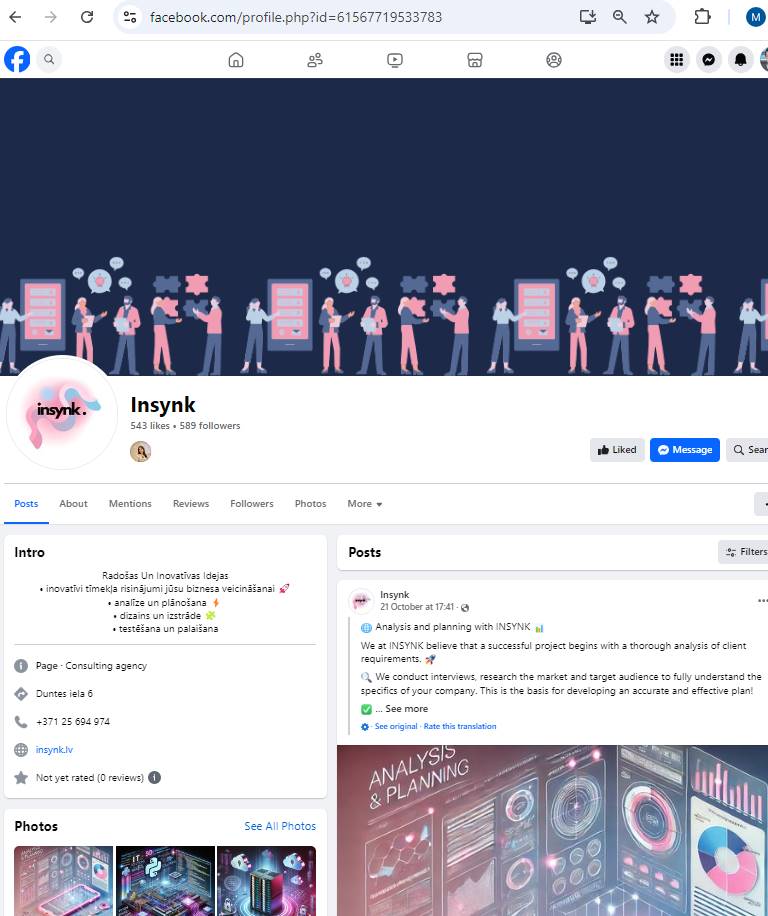 facebook.com/profile.php?id=61567719533783
M
insynk.
Insynk
543 likes • 589 followers
Liked
Message
Sear
Posts
About
Mentions
Reviews
Followers
Photos
More
Intro
Radošas Un Inovatīvas Idejas
• inovatīvi tīmekļa risinājumi jūsu biznesa veicināšanai 🚀
• analīze un plānošana ⚡
• dizains un izstrāde 🧩
• testēšana un palaišana
Page · Consulting agency
Duntes iela 6
+371 25 694 974
insynk.lv
Not yet rated (0 reviews)
Photos
See All Photos
Posts
Filters
Insynk
21 October at 17:41 ·
🌐 Analysis and planning with INSYNK 📊
We at INSYNK believe that a successful project begins with a thorough analysis of client
requirements. 🚀
🔍 We conduct interviews, research the market and target audience to fully understand the
specifics of your company. This is the basis for developing an accurate and effective plan!
✅ ... See more
· See original · Rate this translation
ANALYSIS
& PLANNING